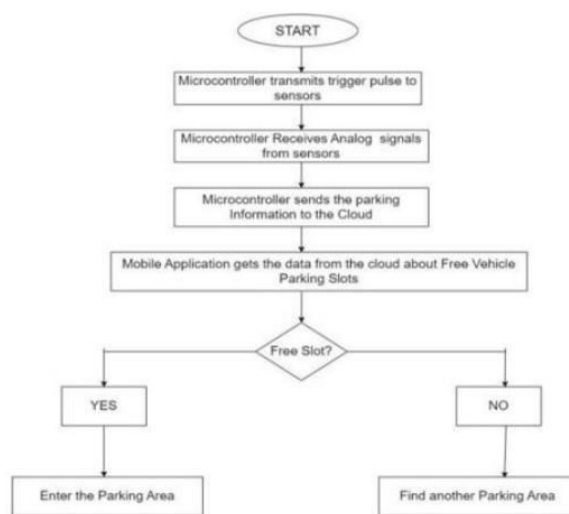 START
Microcontroller transmits trigger pulse to
sensors
Microcontroller Receives Analog signals
from sensors
Microcontroller sends the parking
Information to the Cloud
Mobile Application gets the data from the cloud about Free Vehicle
Parking Slots
Free Slot?
YES
NO
Enter the Parking Area
Find another Parking Area